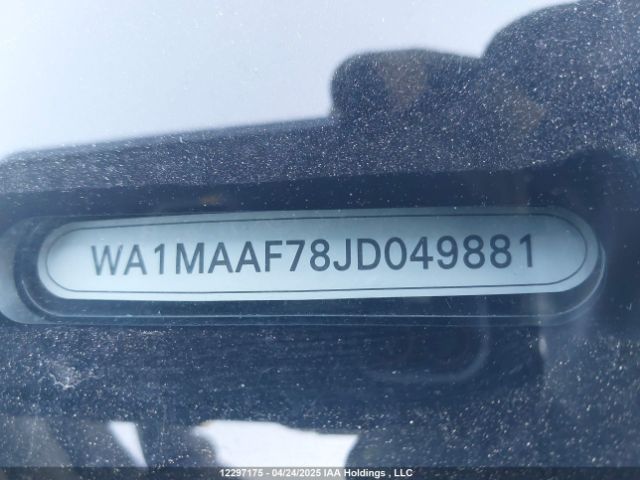 WA1MAAF78JD049881
12297175 - 04/24/2025 IAA Holdings , LLC